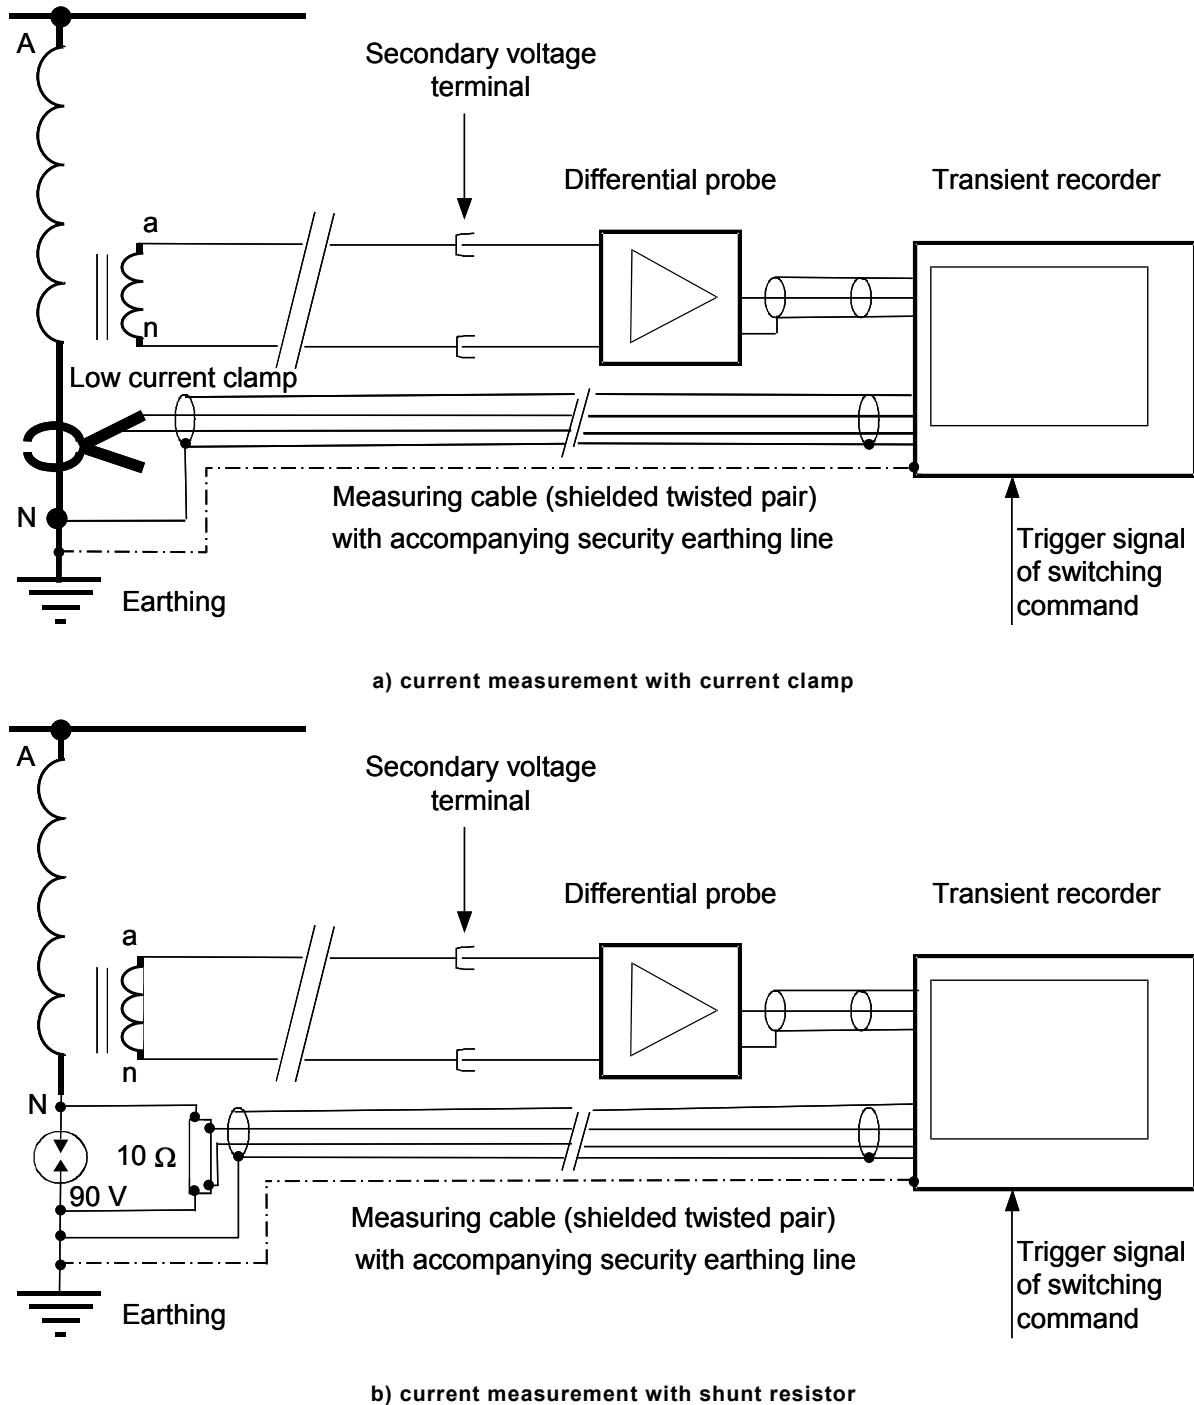 A
Secondary voltage
terminal
Differential probe
Transient recorder
a
n
Low current clamp
N
Measuring cable (shielded twisted pair)
with accompanying security earthing line
Earthing
Trigger signal
of switching
command
a) current measurement with current clamp
A
Secondary voltage
terminal
Differential probe
Transient recorder
a
n
N
10 Ω
90 V
Measuring cable (shielded twisted pair)
with accompanying security earthing line
Earthing
Trigger signal
of switching
command
b) current measurement with shunt resistor